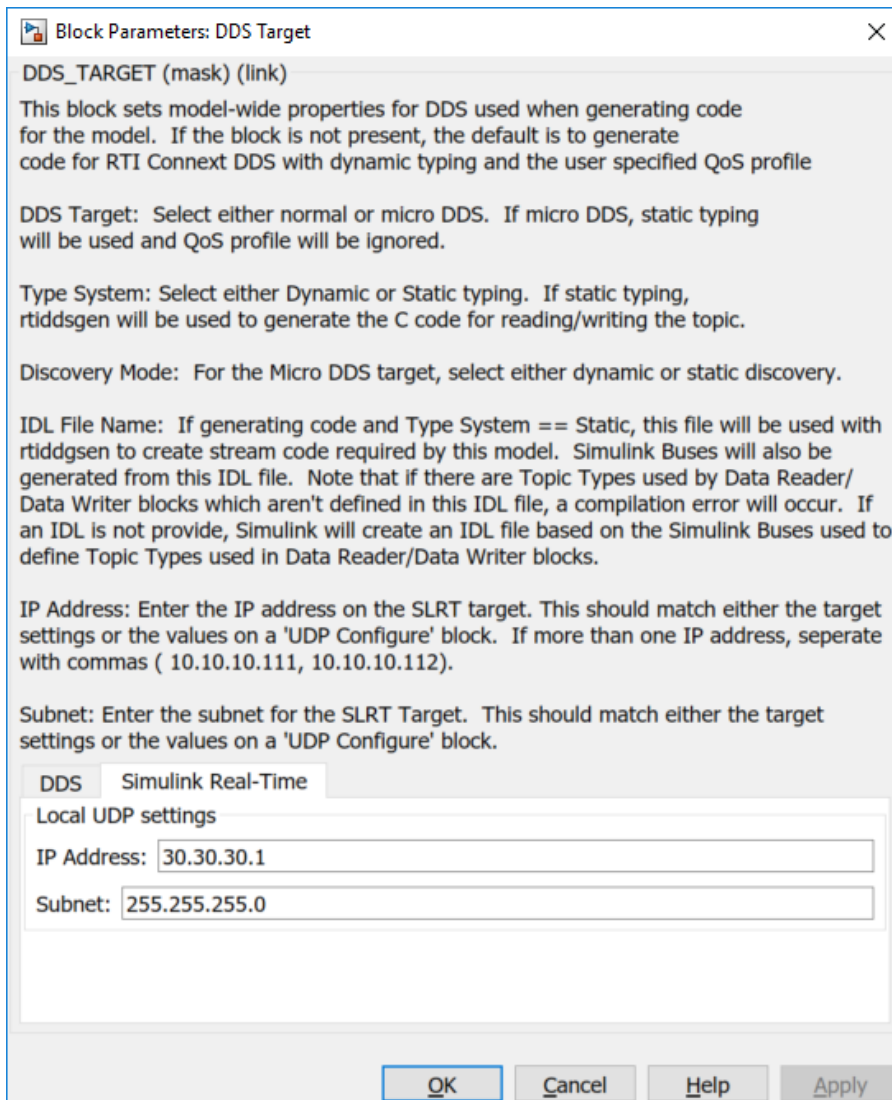 Block Parameters: DDS Target
DDS_TARGET (mask) (link)
This block sets model-wide properties for DDS used when generating code
for the model.  If the block is not present, the default is to generate
code for RTI Connext DDS with dynamic typing and the user specified QoS profile
DDS Target:  Select either normal or micro DDS.  If micro DDS, static typing
will be used and QoS profile will be ignored.
Type System: Select either Dynamic or Static typing.  If static typing,
rtiddsgen will be used to generate the C code for reading/writing the topic.
Discovery Mode:  For the Micro DDS target, select either dynamic or static discovery.
IDL File Name:  If generating code and Type System == Static, this file will be used with
rtiddgsen to create stream code required by this model.  Simulink Buses will also be
generated from this IDL file.  Note that if there are Topic Types used by Data Reader/
Data Writer blocks which aren't defined in this IDL file, a compilation error will occur.  If
an IDL is not provide, Simulink will create an IDL file based on the Simulink Buses used to
define Topic Types used in Data Reader/Data Writer blocks.
IP Address: Enter the IP address on the SLRT target. This should match either the target
settings or the values on a 'UDP Configure' block.  If more than one IP address, seperate
with commas ( 10.10.10.111, 10.10.10.112).
Subnet: Enter the subnet for the SLRT Target.  This should match either the target
settings or the values on a 'UDP Configure' block.
DDS Simulink Real-Time
Local UDP settings
IP Address: 30.30.30.1
Subnet: 255.255.255.0
OK Cancel Help Apply